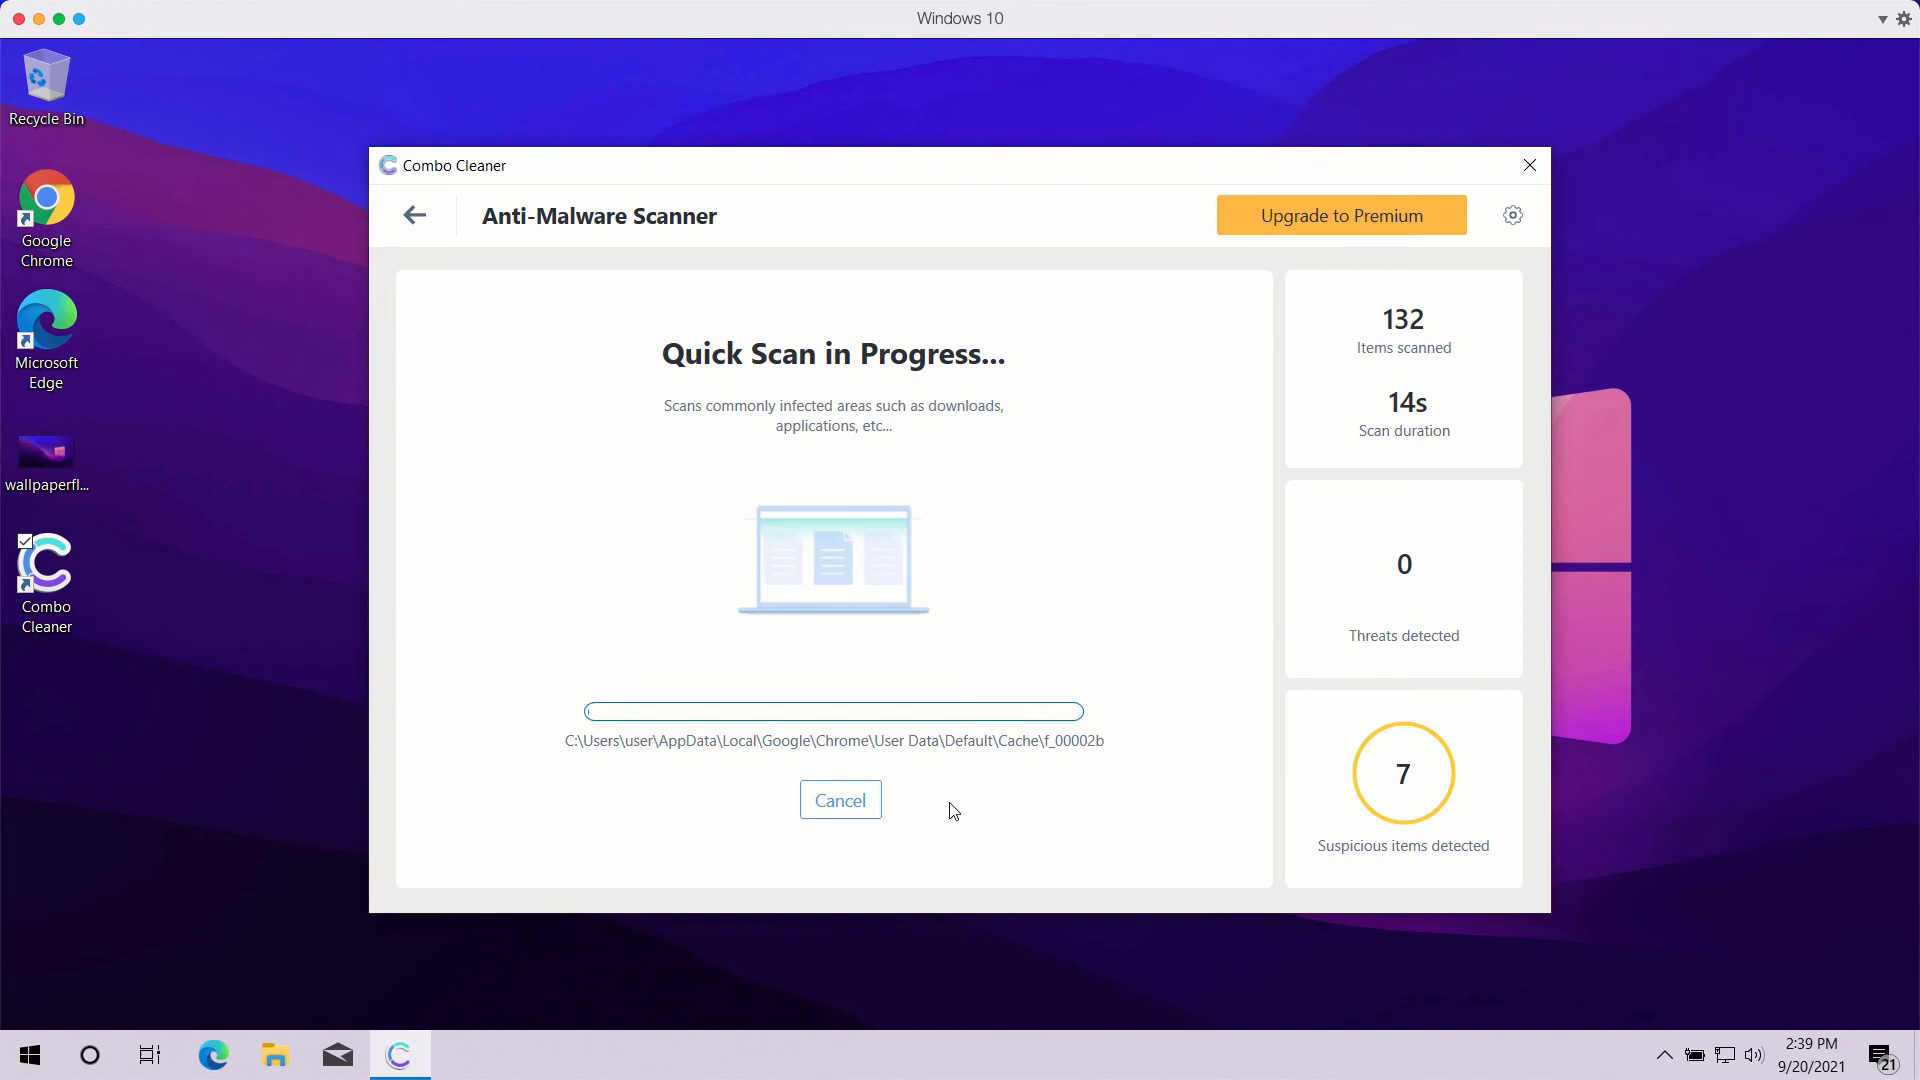 Windows 10
Recycle Bin
Google
Chrome
Microsoft
Edge
wallpaperfl...
Combo
Cleaner
Combo Cleaner
Anti-Malware Scanner
Upgrade to Premium
Quick Scan in Progress...
Scans commonly infected areas such as downloads,
applications, etc...
C:\Users\user\AppData\Local\Google\Chrome\User Data\Default\Cache\f_00002b
Cancel
132
Items scanned
14s
Scan duration
0
Threats detected
7
Suspicious items detected
2:39 PM
9/20/2021
21